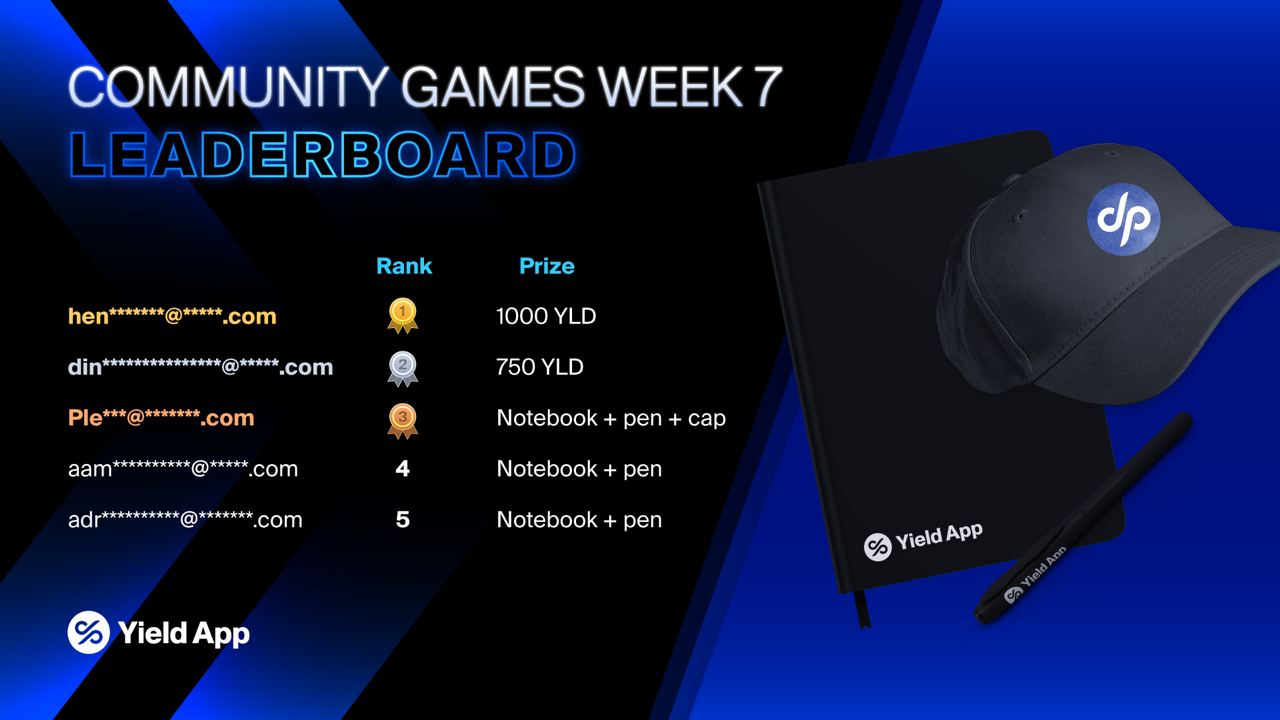 COMMUNITY GAMES WEEK 7
LEADERBOARD
Rank Prize
hen*******@*****.com 1 1000 YLD
din***************@*****.com 2 750 YLD
Ple***@*******.com 3 Notebook + pen + cap
aam**********@*****.com 4 Notebook + pen
adr**********@*******.com 5 Notebook + pen
Yield App
dp
Yield App
Yield App